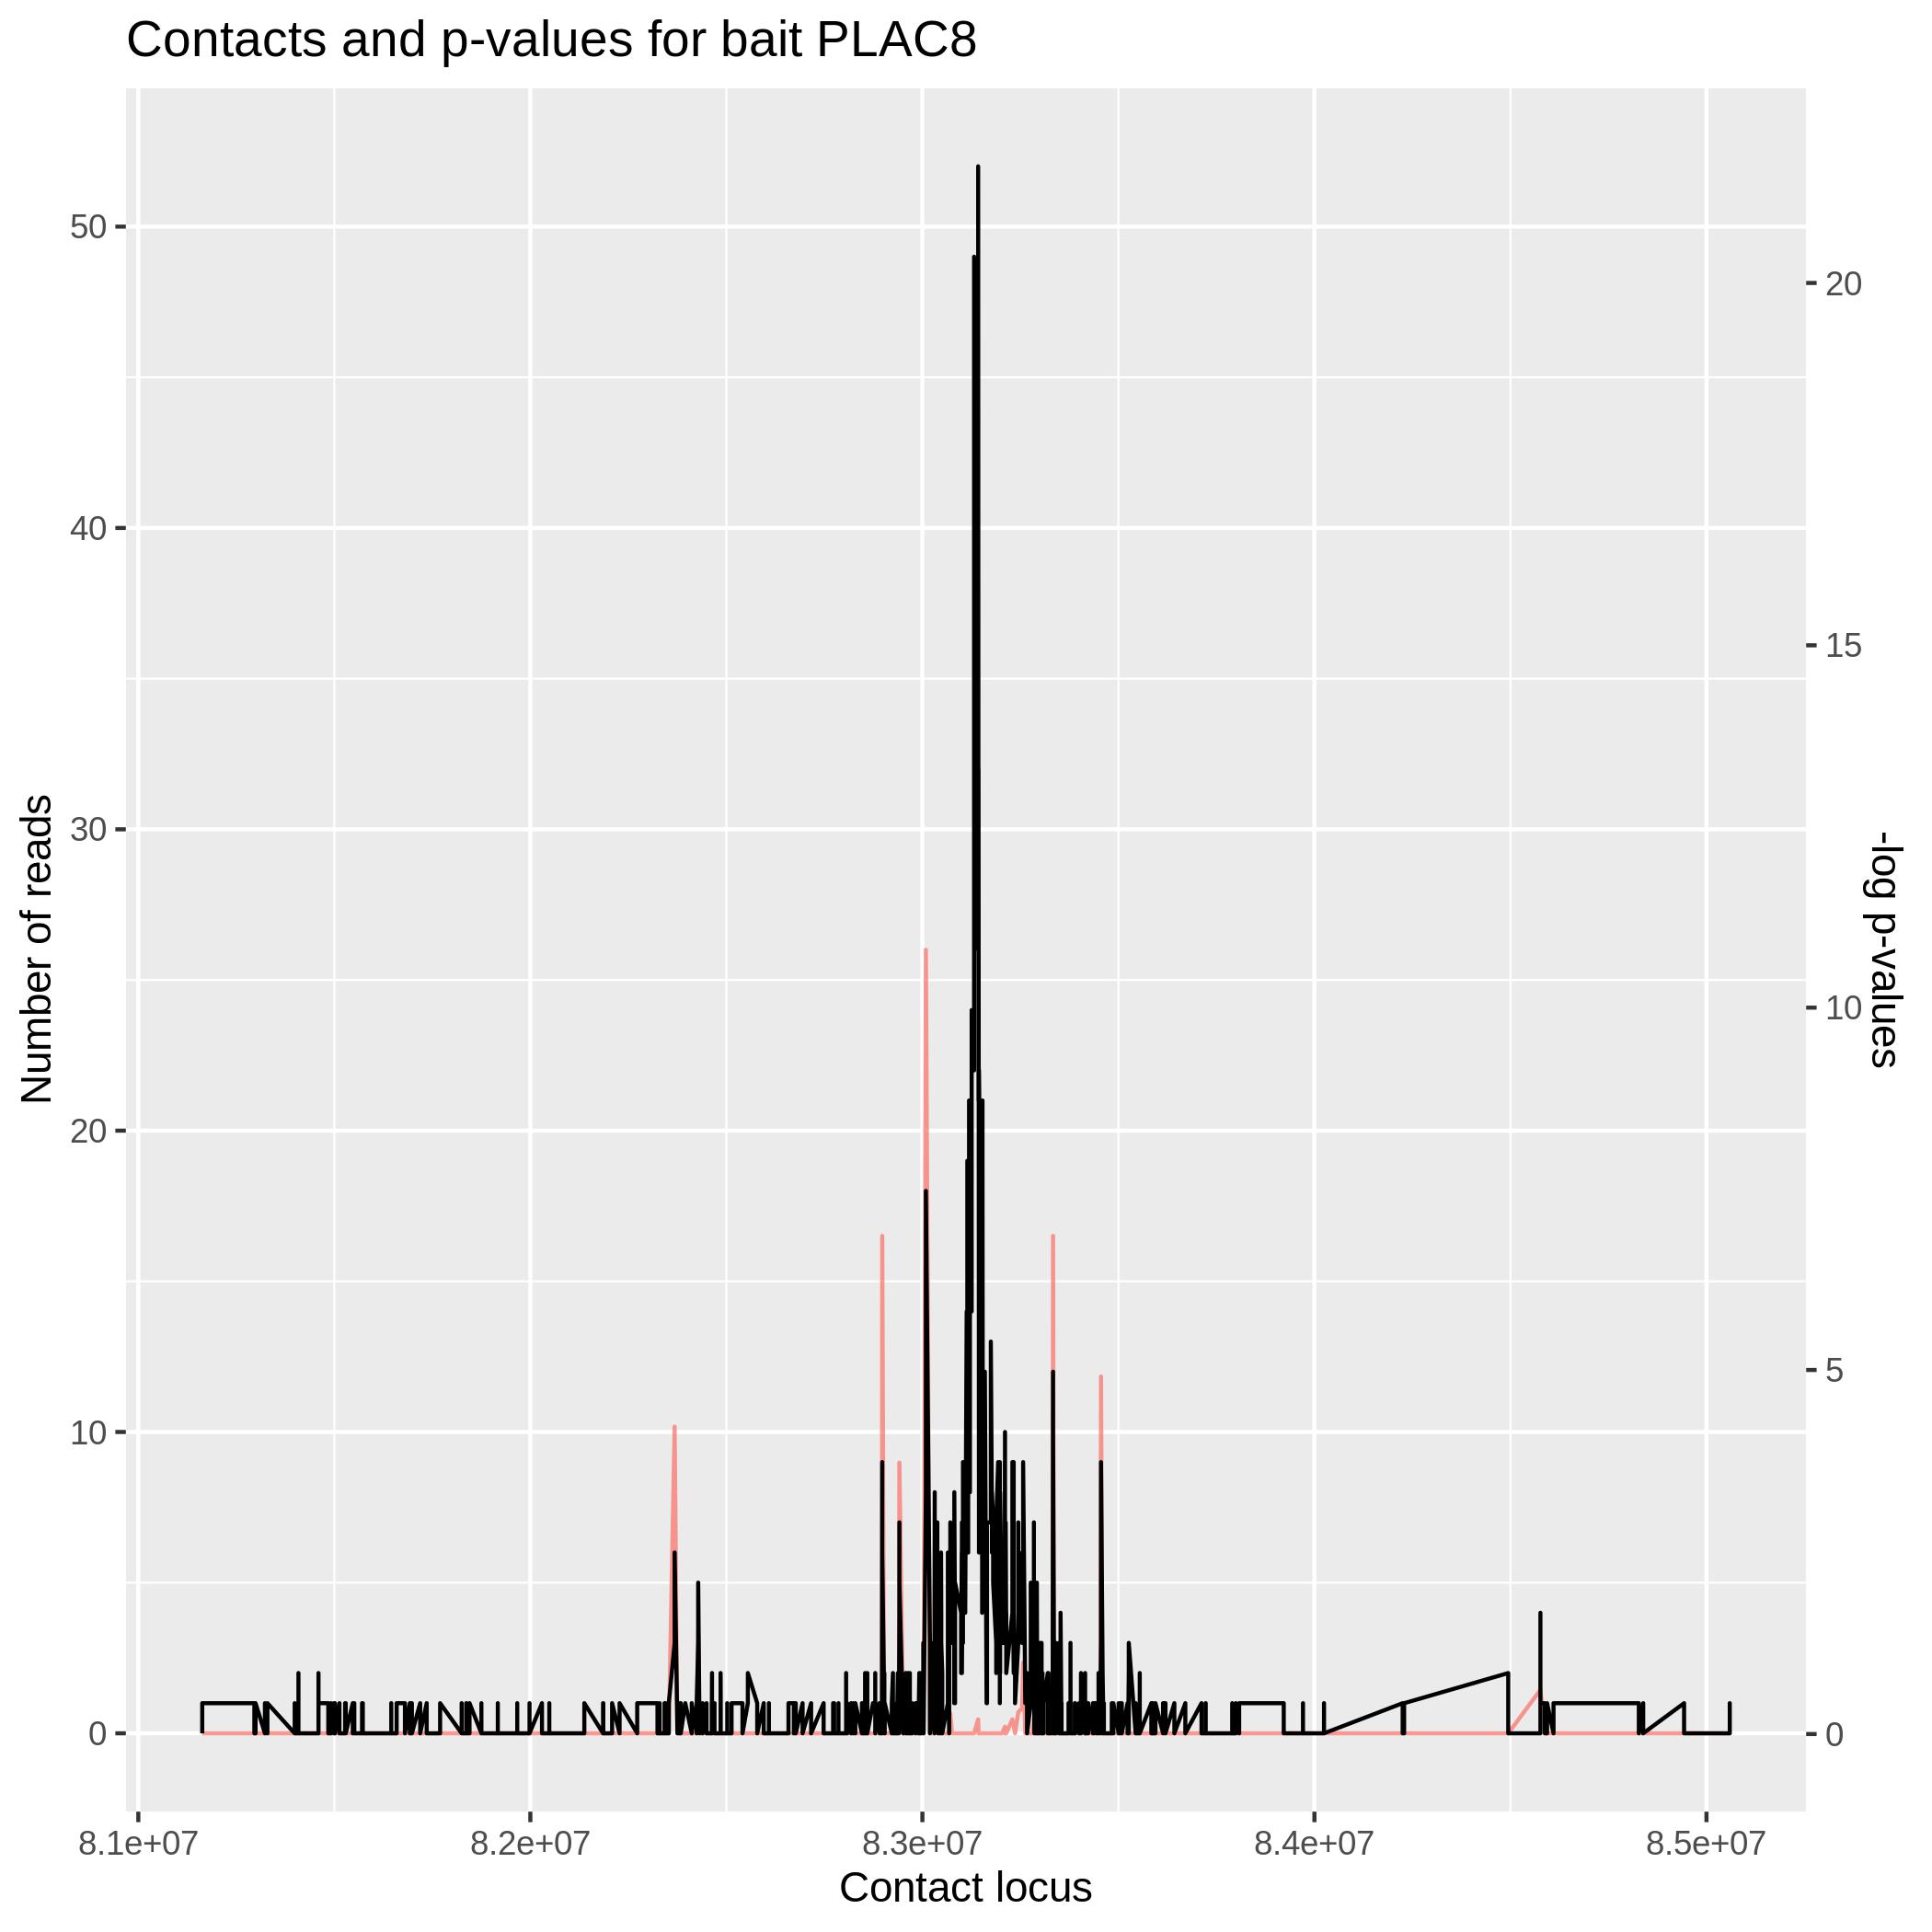 Contacts and p-values for bait PLAC8
50
40
30
20
10
0
Number of reads
20
15
10
5
0
-log p-values
8.1e+07 8.2e+07 8.3e+07 8.4e+07 8.5e+07
Contact locus